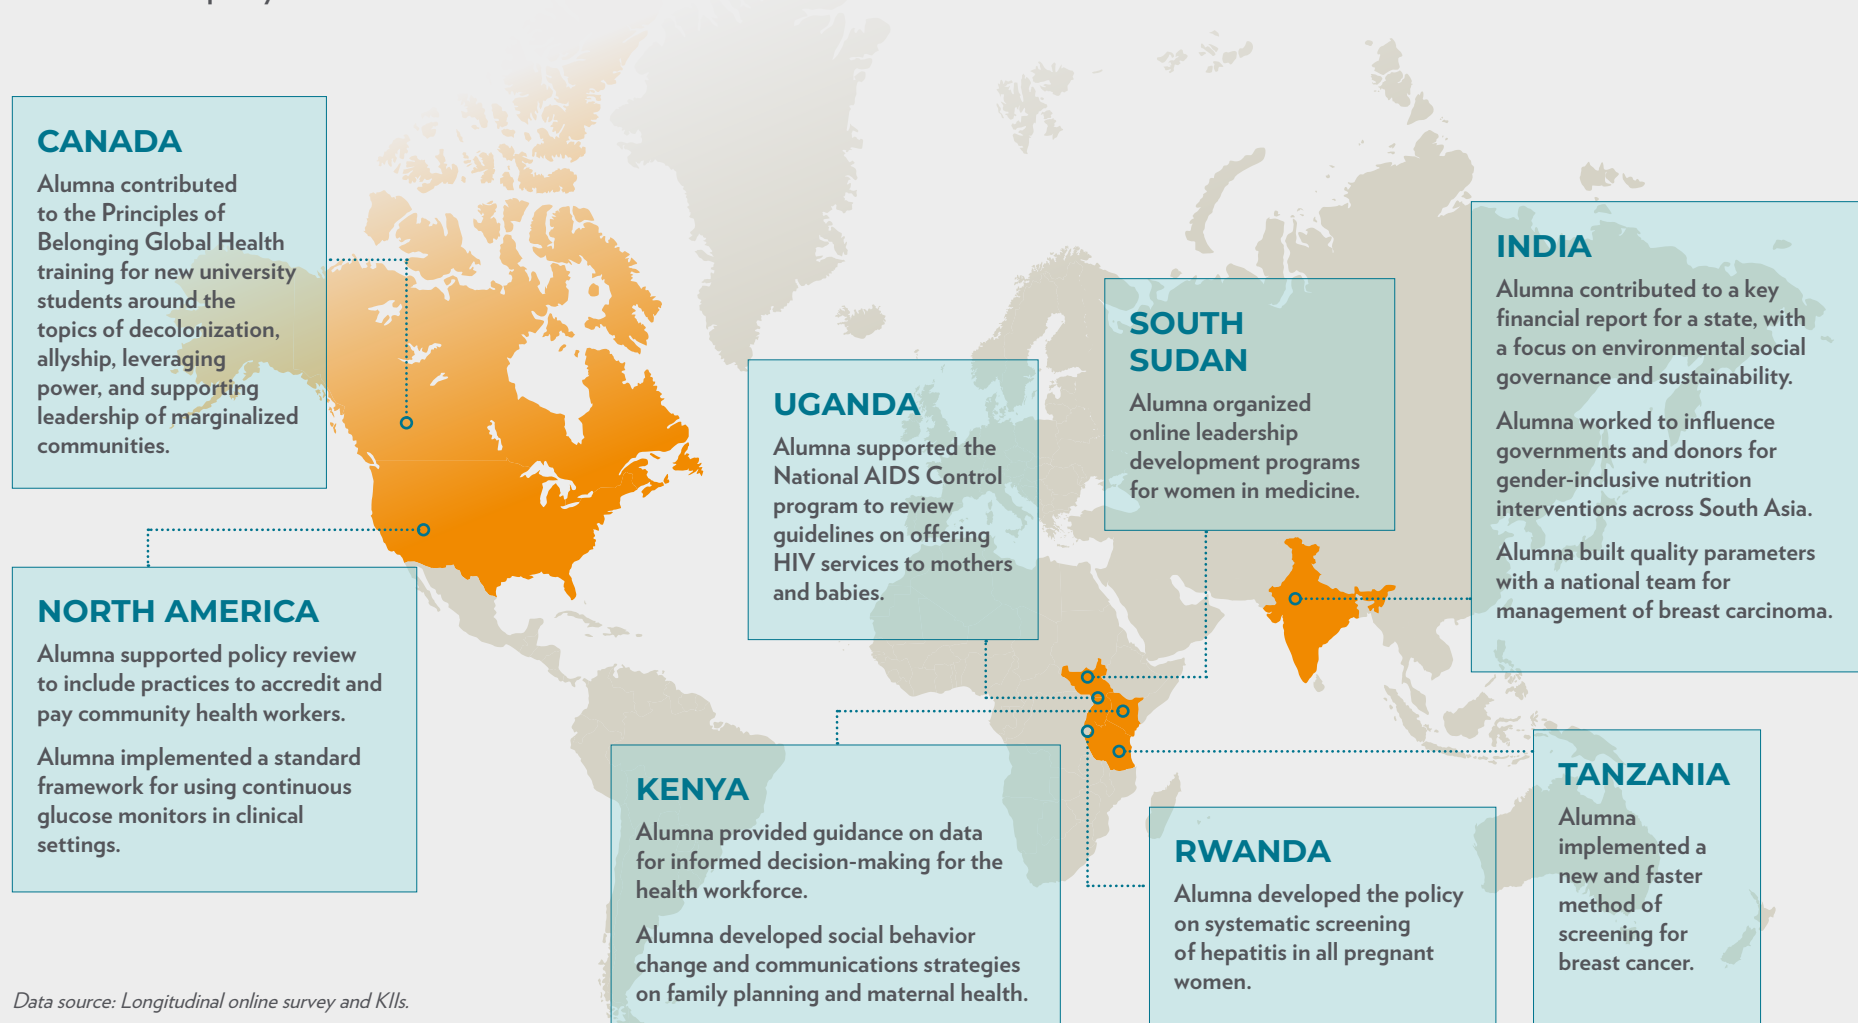 CANADA
Alumna contributed
to the Principles of
Belonging Global Health
training for new university
students around the
topics of decolonization,
allyship, leveraging
power, and supporting
leadership of marginalized
communities.
NORTH AMERICA
Alumna supported policy review
to include practices to accredit and
pay community health workers.
Alumna implemented a standard
framework for using continuous
glucose monitors in clinical
settings.
UGANDA
Alumna supported the
National AIDS Control
program to review
guidelines on offering
HIV services to mothers
and babies.
SOUTH
SUDAN
Alumna organized
online leadership
development programs
for women in medicine.
INDIA
Alumna contributed to a key
financial report for a state, with
a focus on environmental social
governance and sustainability.
Alumna worked to influence
governments and donors for
gender-inclusive nutrition
interventions across South Asia.
Alumna built quality parameters
with a national team for
management of breast carcinoma.
KENYA
Alumna provided guidance on data
for informed decision-making for the
health workforce.
Alumna developed social behavior
change and communications strategies
on family planning and maternal health.
RWANDA
Alumna developed the policy
on systematic screening
of hepatitis in all pregnant
women.
TANZANIA
Alumna
implemented a
new and faster
method of
screening for
breast cancer.
Data source: Longitudinal online survey and KIIs.